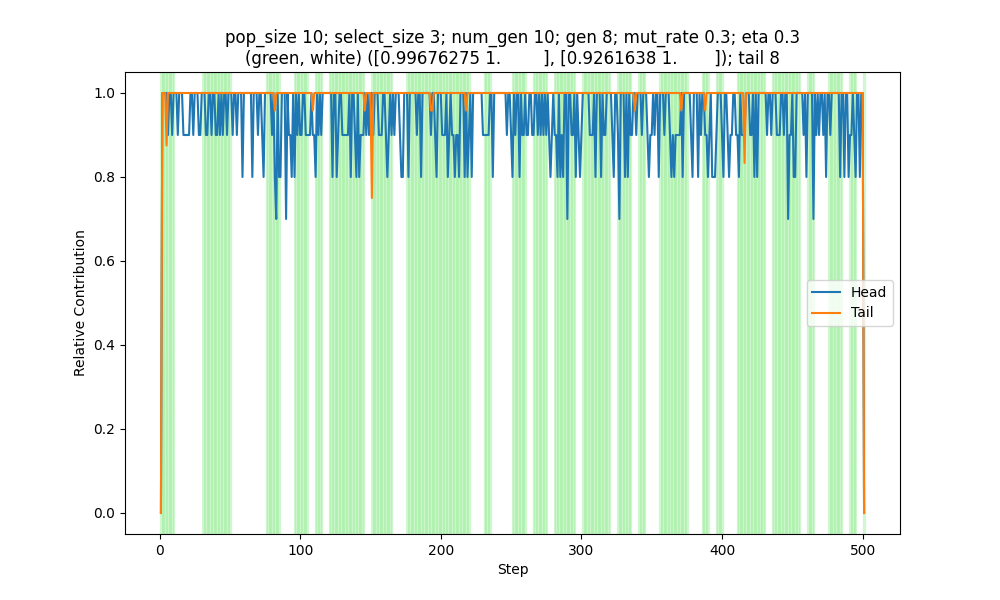 pop_size 10; select_size 3; num_gen 10; gen 8; mut_rate 0.3; eta 0.3
(green, white) ([0.99676275 1.        ], [0.9261638 1.        ]); tail 8
1.0
0.8
0.6
0.4
0.2
0.0
Relative Contribution
Head
Tail
0 100 200 300 400 500
Step